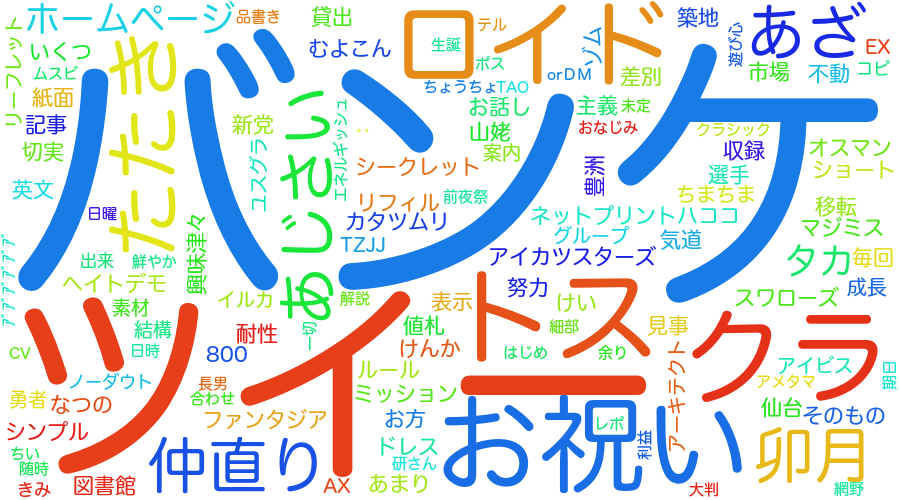 ホームページ
品書き
貸出
ロイド
テル
築地
あざ
EX
リーフレット
いくつ
ムスビ
たたき
バンケ
むよこん
生誕
ポス
ゾム
遊び心
市場
不動
コピ
orDM
差別
紙面
記事
切実
新党
あじさい
エネルギッシュ
ちょうちょ
TAO
お話し
主義
未定
おなじみ
山姥
案内
クラシック
収録
オスマン
ショート
シークレット
英文
日曜
ユスグラ
リフィル
前夜祭
豊洲
選手
ちまちま
移転
カタツムリ
TZJJ
ネットプリントハココ
グループ
気道
マジミス
興味津々
出来
鮮やか
アイカツスターズ
タカ
毎回
ヘイトデモ
素材
イルカ
解説
表示
努力
けい
細部
スワローズ
成長
結構
日時
耐性
一切
値札
けんか
トス
見事
CV
800
はじめ
余り
クラ
ノーダウト
ルール
ミッション
アーキテクト
アイビス
アメタマ
期日
勇者
なつの
長男
合わせ
ツイート
仙台
そのもの
シンプル
ファンタジア
お方
お祝い
レポ
利益
卯月
ちい
随時
きみ
図書館
仲直り
AX
ドレス
研さん
あまり
大判
網野